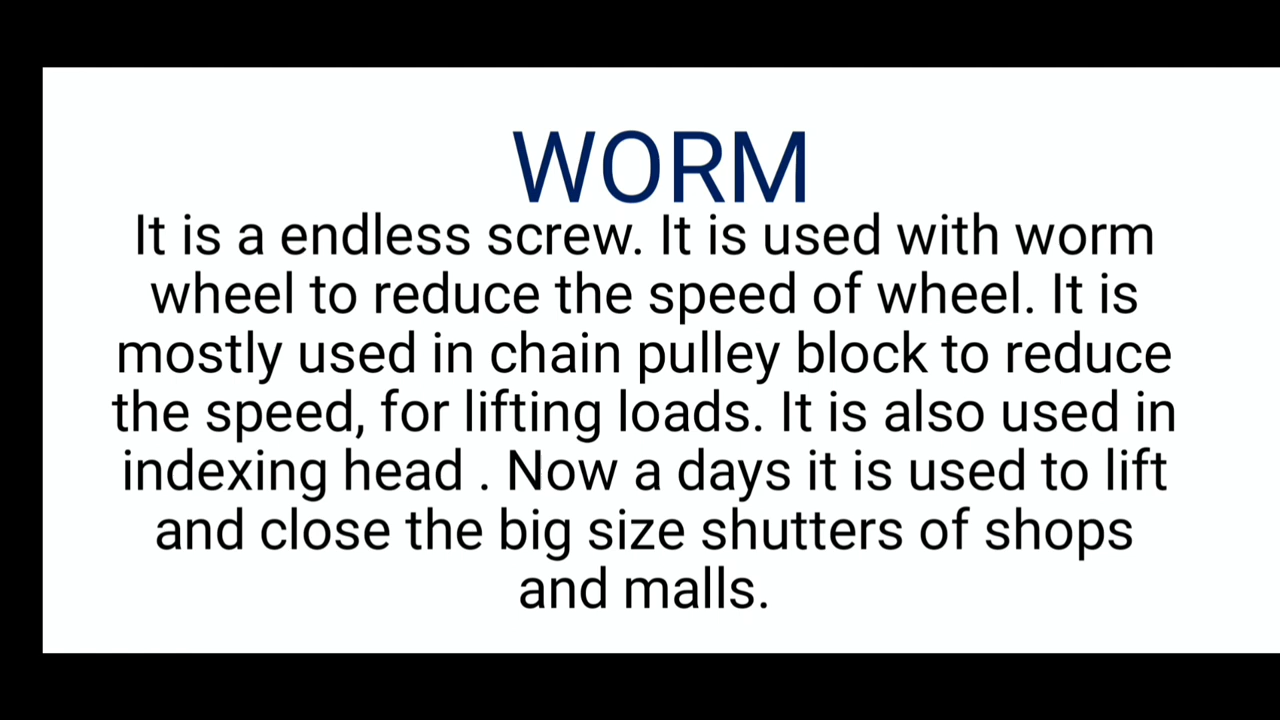 WORM
It is a endless screw. It is used with worm
wheel to reduce the speed of wheel. It is
mostly used in chain pulley block to reduce
the speed, for lifting loads. It is also used in
indexing head . Now a days it is used to lift
and close the big size shutters of shops
and malls.